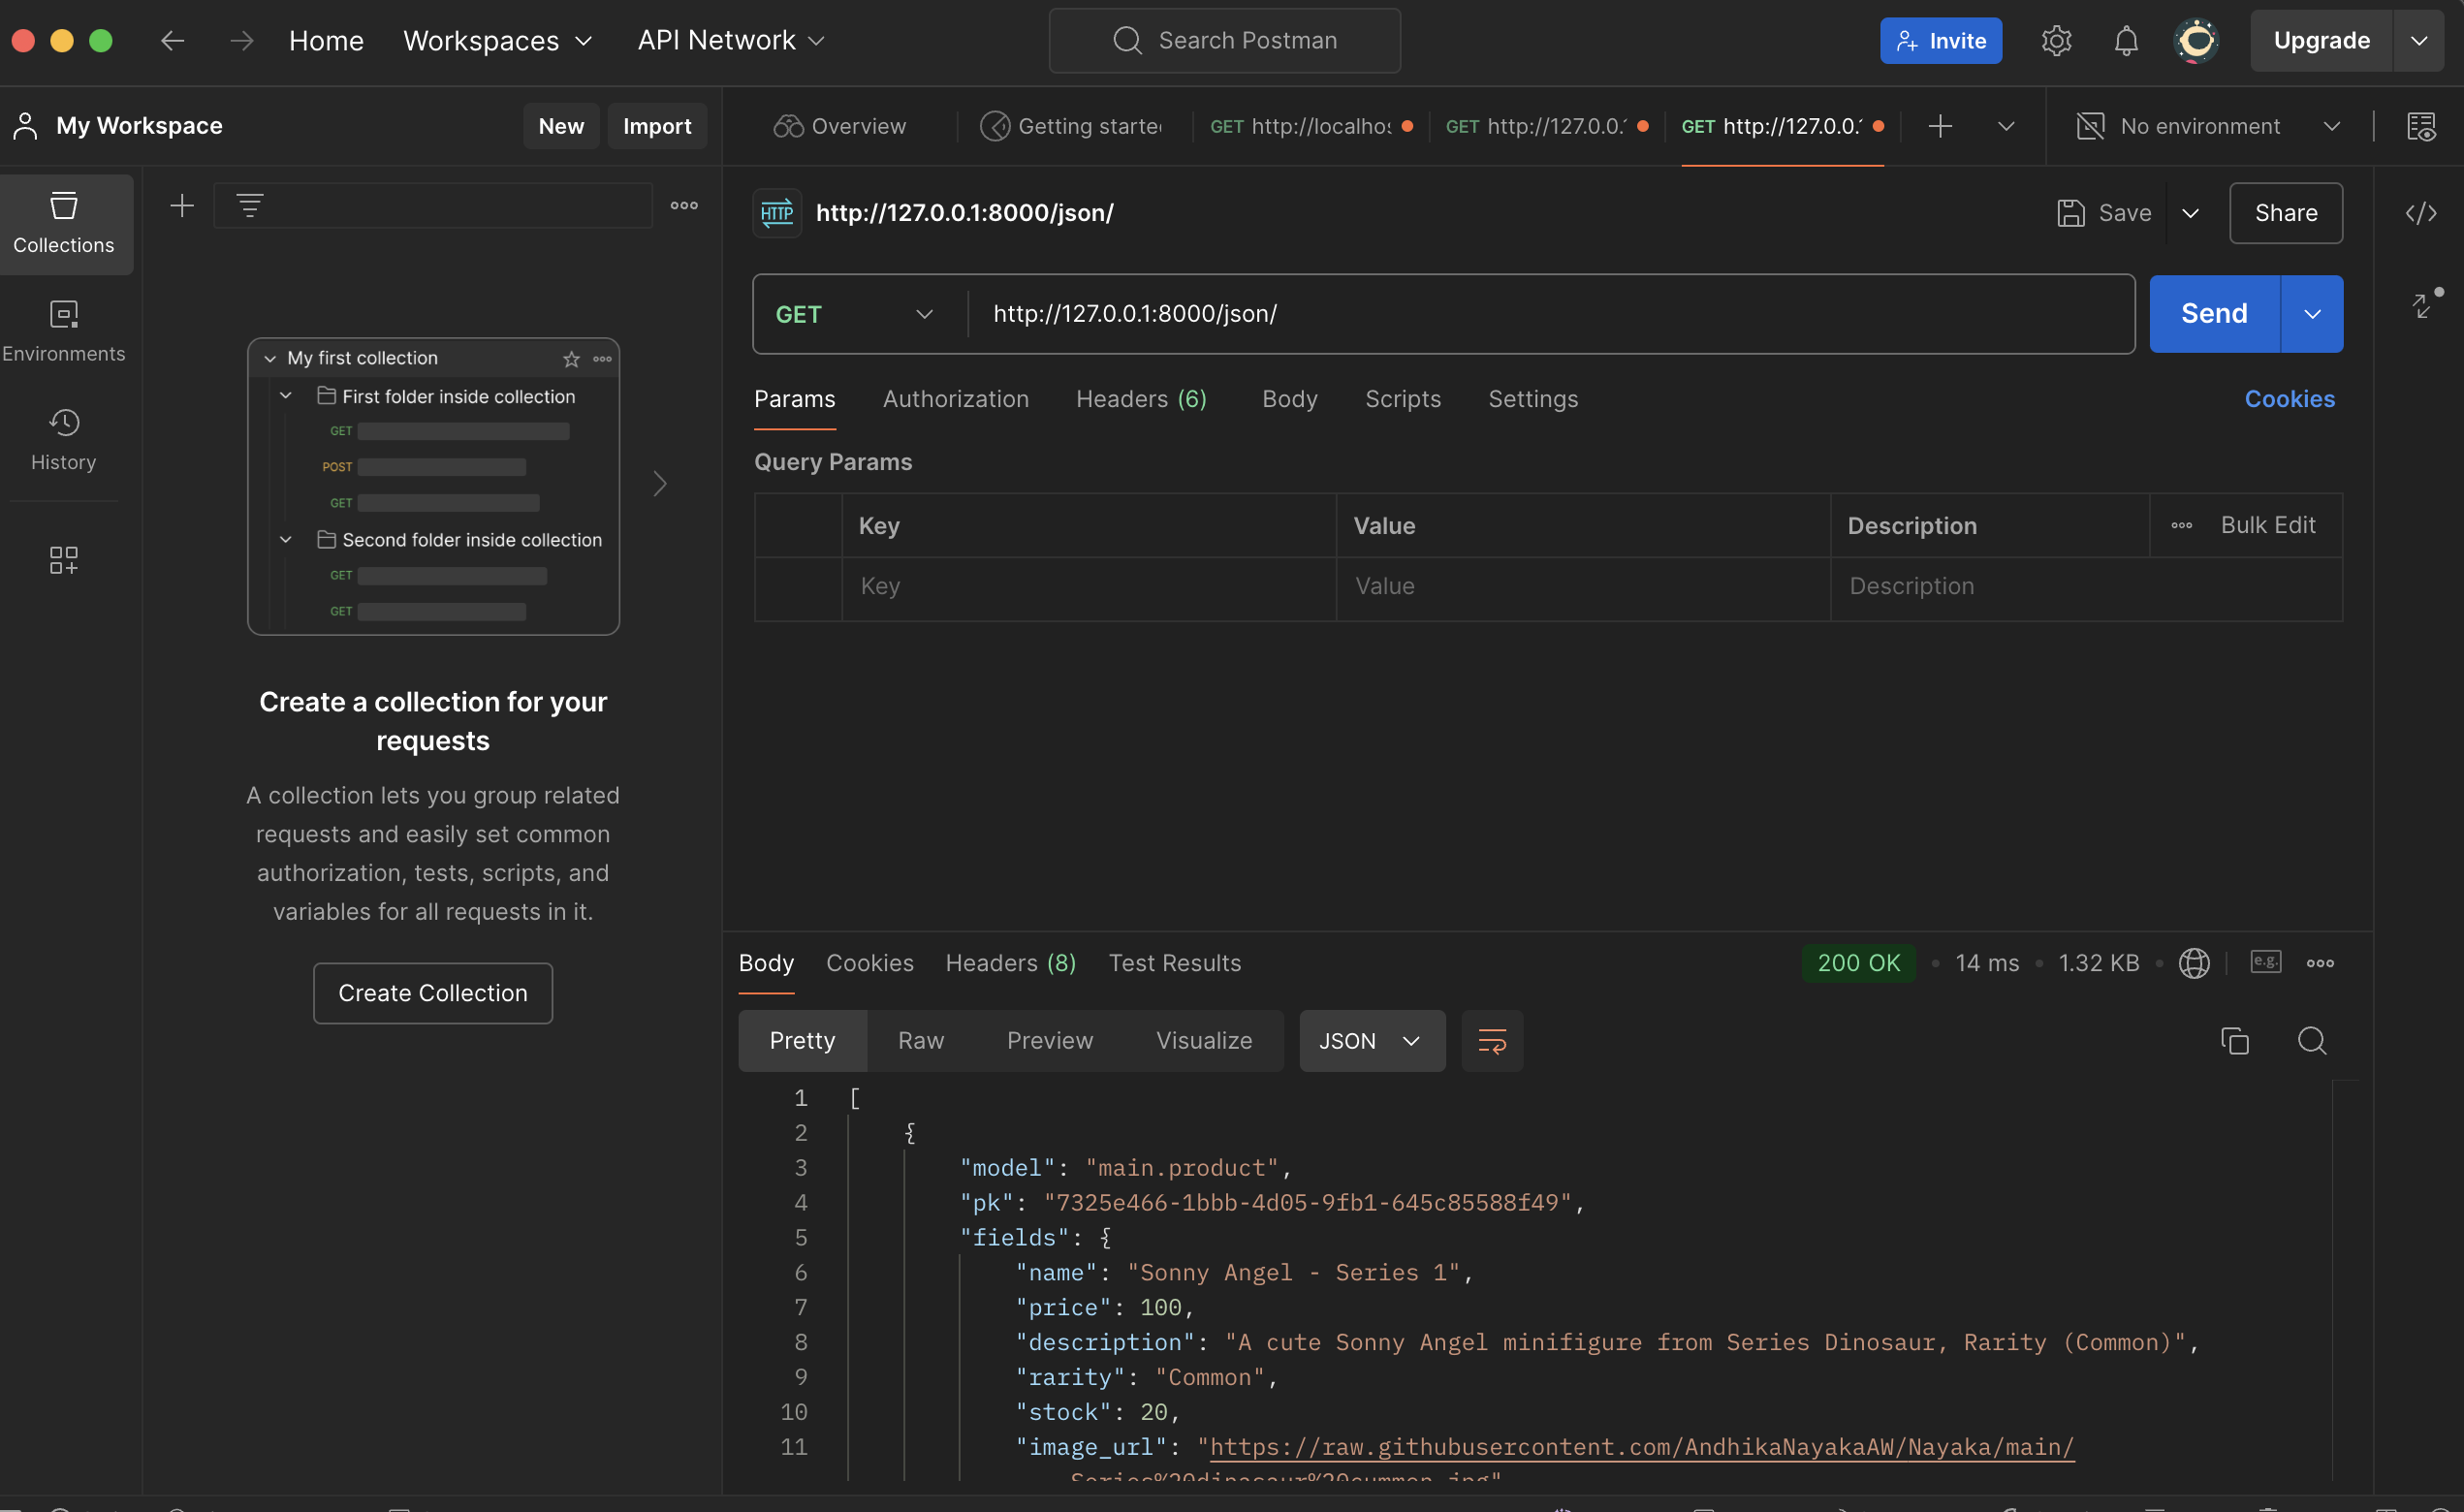 Home Workspaces API Network Search Postman Invite Upgrade
My Workspace New Import Overview Getting starte GET http://localhos GET http://127.0.0. GET http://127.0.0. No environment
Collections
Environments
History
My first collection
First folder inside collection
GET
POST
GET
Second folder inside collection
GET
GET
Create a collection for your
requests
A collection lets you group related
requests and easily set common
authorization, tests, scripts, and
variables for all requests in it.
Create Collection
HTTP http://127.0.0.1:8000/json/ Save Share
GET http://127.0.0.1:8000/json/ Send
Params Authorization Headers (6) Body Scripts Settings Cookies
Query Params
Key Value Description Bulk Edit
Key Value Description
Body Cookies Headers (8) Test Results 200 OK 14 ms 1.32 KB e.g.
Pretty Raw Preview Visualize JSON
1 [
2 {
3 "model": "main.product",
4 "pk": "7325e466-1bbb-4d05-9fb1-645c85588f49",
5 "fields": {
6 "name": "Sonny Angel - Series 1",
7 "price": 100,
8 "description": "A cute Sonny Angel minifigure from Series Dinosaur, Rarity (Common)",
9 "rarity": "Common",
10 "stock": 20,
11 "image_url": "https://raw.githubusercontent.com/AndhikaNayakaAW/Nayaka/main/